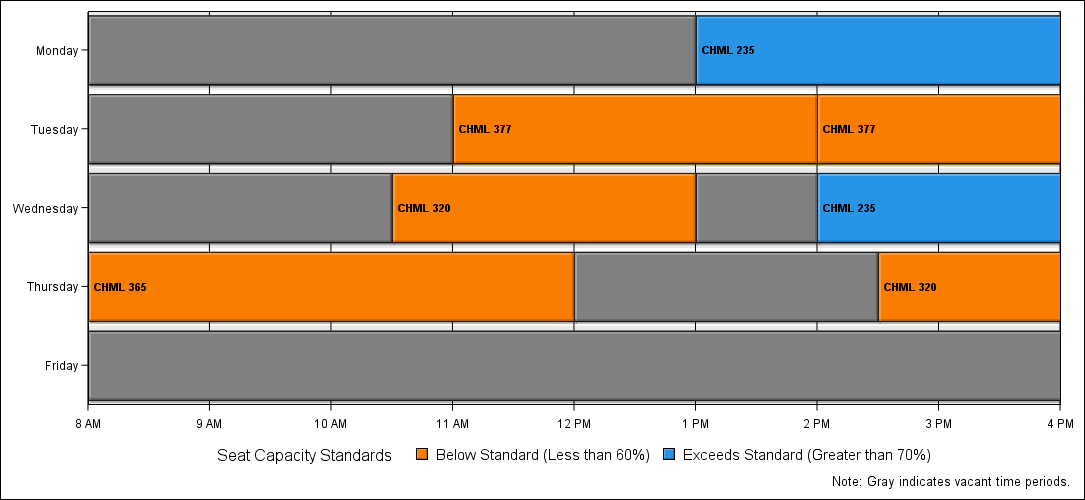 Monday
CHML 235
Tuesday
CHML 377
CHML 377
Wednesday
CHML 320
CHML 235
Thursday
CHML 365
CHML 320
Friday
8 AM 9 AM 10 AM 11 AM 12 PM 1 PM 2 PM 3 PM 4 PM
Seat Capacity Standards Below Standard (Less than 60%) Exceeds Standard (Greater than 70%)
Note: Gray indicates vacant time periods.